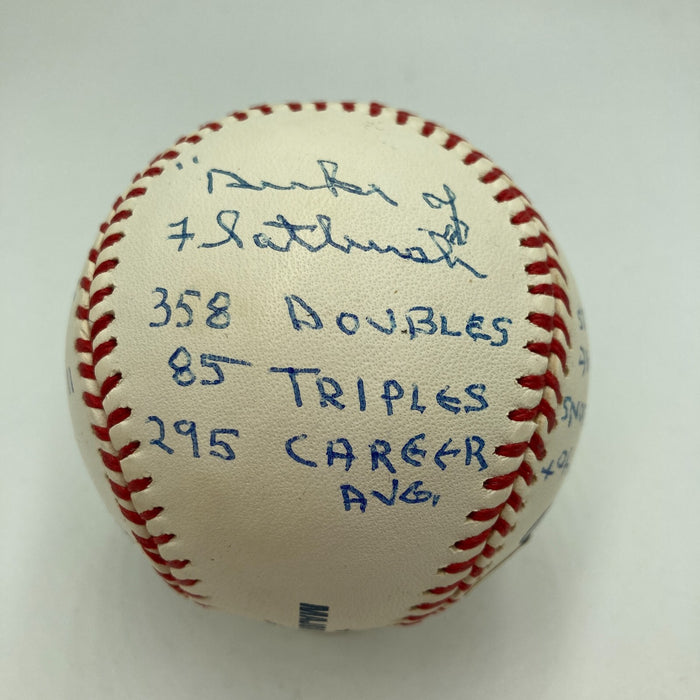 "Duke of
Flatbush
358 DOUBLES
85 TRIPLES
295 CAREER
AVG.